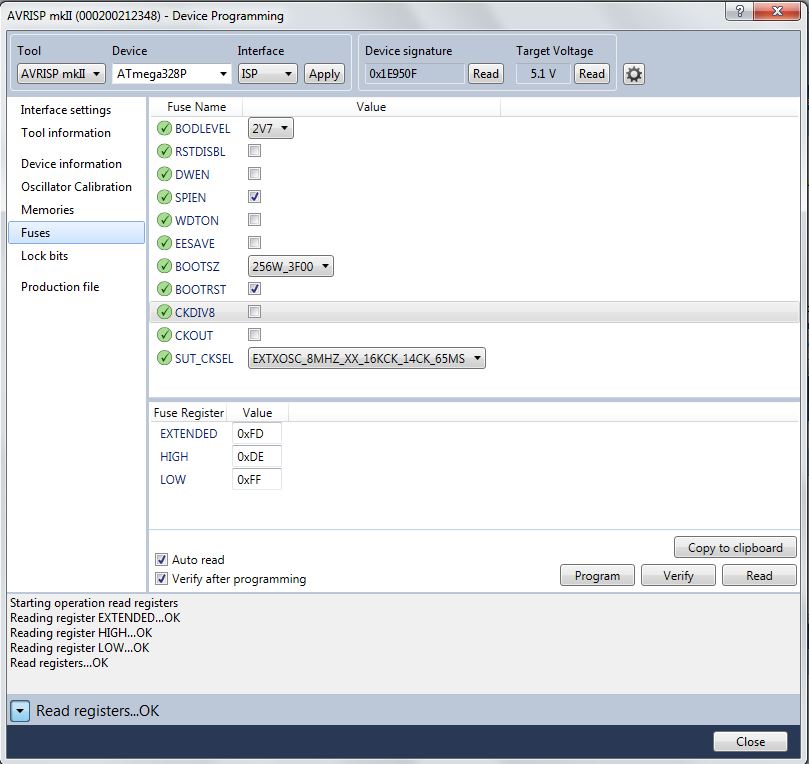 AVRISP mkII (000200212348) - Device Programming
?
Tool Device Interface Device signature Target Voltage
AVRISP mkII ATmega328P ISP Apply 0x1E950F Read 5.1 V Read
Interface settings
Tool information
Device information
Oscillator Calibration
Memories
Fuses
Lock bits
Production file
Fuse Name Value
BODLEVEL 2V7
RSTDISBL
DWEN
SPIEN
WDTON
EESAVE
BOOTSZ 256W_3F00
BOOTRST
CKDIV8
CKOUT
SUT_CKSEL EXTXOSC_8MHZ_XX_16KCK_14CK_65MS
Fuse Register Value
EXTENDED 0xFD
HIGH 0xDE
LOW 0xFF
Copy to clipboard
Auto read
Verify after programming
Program Verify Read
Starting operation read registers
Reading register EXTENDED...OK
Reading register HIGH...OK
Reading register LOW...OK
Read registers...OK
Read registers...OK
Close